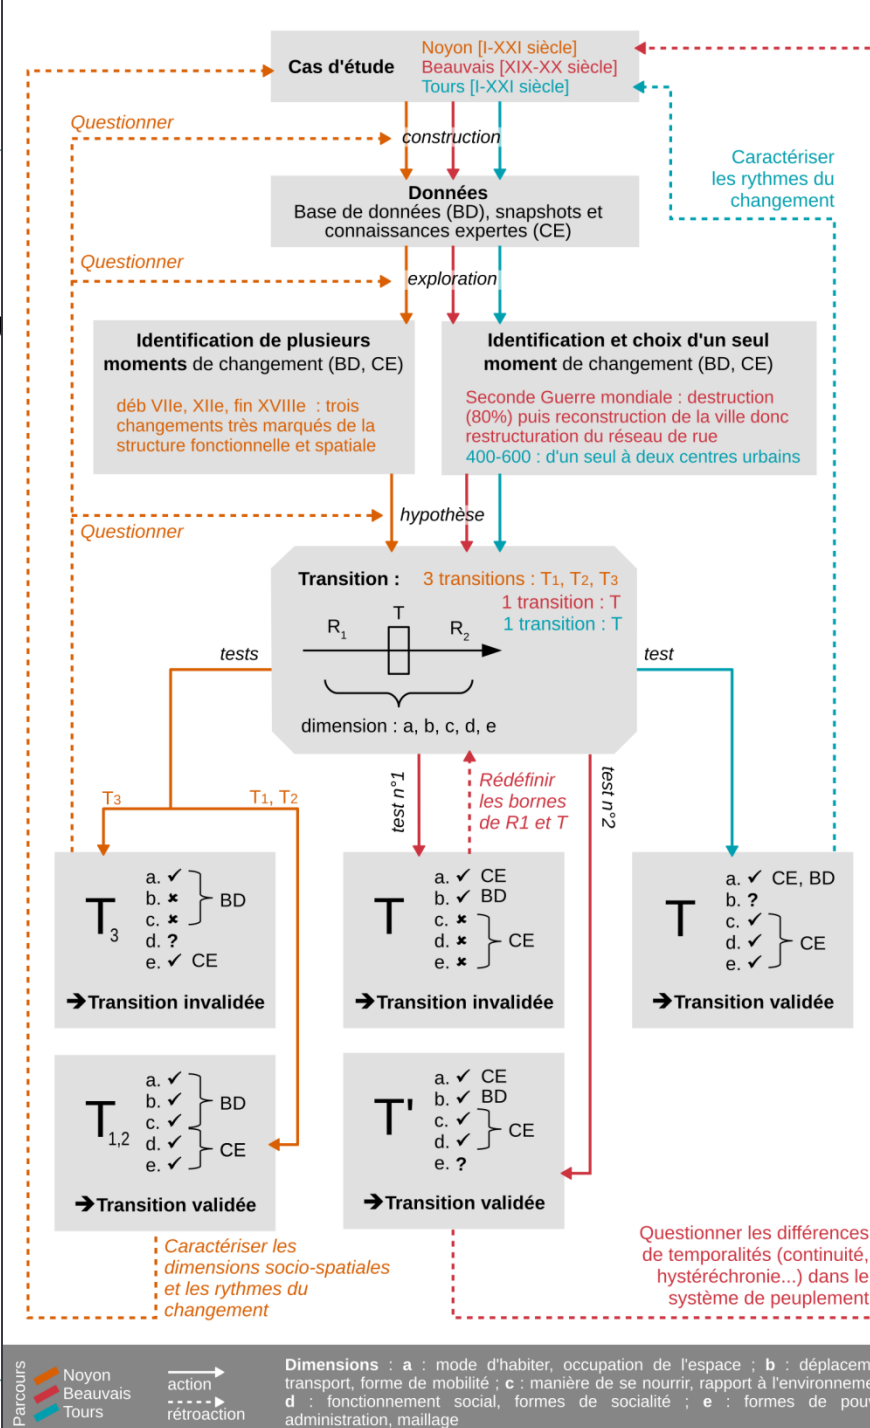 Cas d'étude
Noyon [I-XXI siècle]
Beauvais [XIX-XX siècle]
Tours [I-XXI siècle]
Questionner
construction
Caractériser
les rythmes du
changement
Données
Base de données (BD), snapshots et
connaissances expertes (CE)
Questionner
exploration
Identification de plusieurs
moments de changement (BD, CE)
déb VIIe, XIIe, fin XVIIIe : trois
changements très marqués de la
structure fonctionnelle et spatiale
Identification et choix d'un seul
moment de changement (BD, CE)
Seconde Guerre mondiale : destruction
(80%) puis reconstruction de la ville donc
restructuration du réseau de rue
400-600 : d'un seul à deux centres urbains
Questionner
hypothèse
Transition :
3 transitions : T1, T2, T3
1 transition : T
1 transition : T
R1
T
R2
dimension : a, b, c, d, e
tests
test
T3
T1, T2
test n°1
Rédéfinir
les bornes
de R1 et T
test n°2
T3
a. ✓
b. ✗
c. ✗
BD
d. ?
e. ✓ CE
➔Transition invalidée
T
a. ✓ CE
b. ✓ BD
c. ✗
d. ✗
e. ✗
CE
➔Transition invalidée
T
a. ✓ CE, BD
b. ?
c. ✓
d. ✓
e. ✓
CE
➔Transition validée
T1,2
a. ✓
b. ✓
c. ✓
d. ✓
e. ✓
BD
CE
➔Transition validée
T'
a. ✓ CE
b. ✓ BD
c. ✓
d. ✓
CE
e. ?
➔Transition validée
Caractériser les
dimensions socio-spatiales
et les rythmes du
changement
Questionner les différences
de temporalités (continuité,
hystéréchronie...) dans le
système de peuplement
Parcours
Noyon
Beauvais
Tours
action
rétroaction
Dimensions : a : mode d'habiter, occupation de l'espace ; b : déplacem
transport, forme de mobilité ; c : manière de se nourrir, rapport à l'environneme
d : fonctionnement social, formes de socialité ; e : formes de pou
administration, maillage